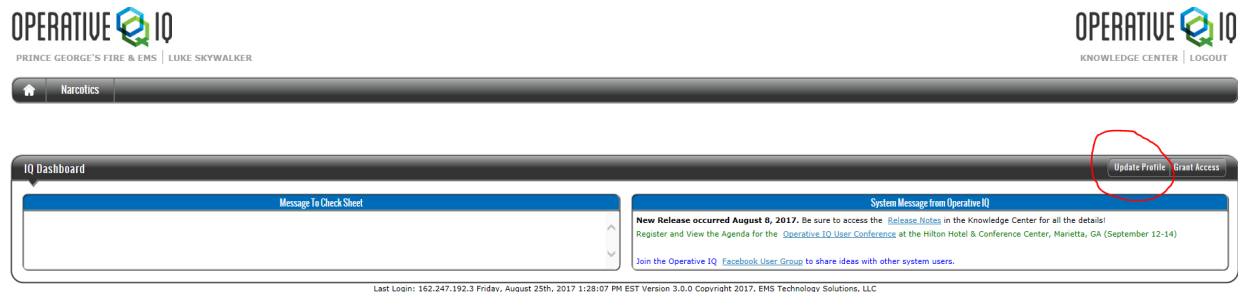 OPERATIVE IQ
OPERATIVE IQ
PRINCE GEORGE'S FIRE & EMS | LUKE SKYWALKER
KNOWLEDGE CENTER | LOGOUT
Narcotics
IQ Dashboard
Update Profile
Grant Access
Message To Check Sheet
System Message from Operative IQ
New Release occurred August 8, 2017. Be sure to access the Release Notes in the Knowledge Center for all the details!
Register and View the Agenda for the Operative IQ User Conference at the Hilton Hotel & Conference Center, Marietta, GA (September 12-14)
Join the Operative IQ Facebook User Group to share ideas with other system users.
Last Login: 162.247.192.3 Friday, August 25th, 2017 1:28:07 PM EST Version 3.0.0 Copyright 2017, EMS Technology Solutions, LLC